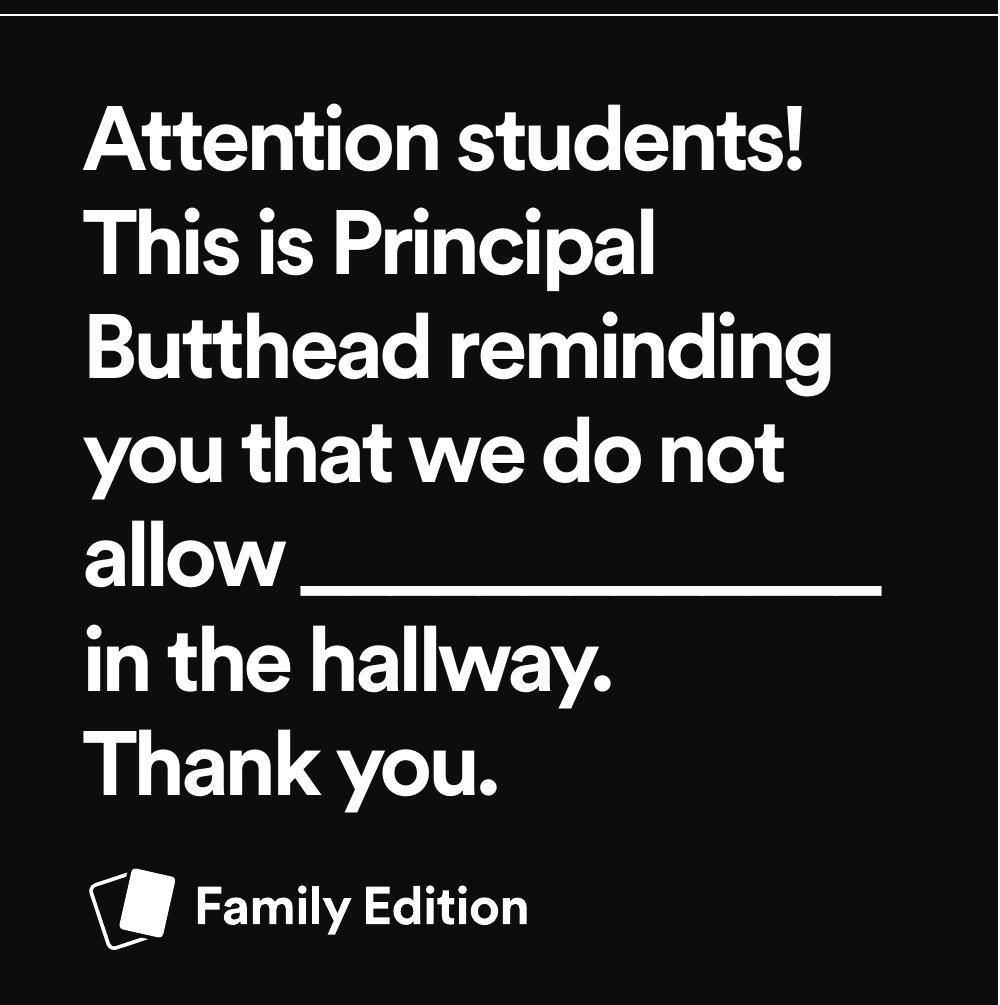 Attention students!
This is Principal
Butthead reminding
you that we do not
allow _____________
in the hallway.
Thank you.
Family Edition